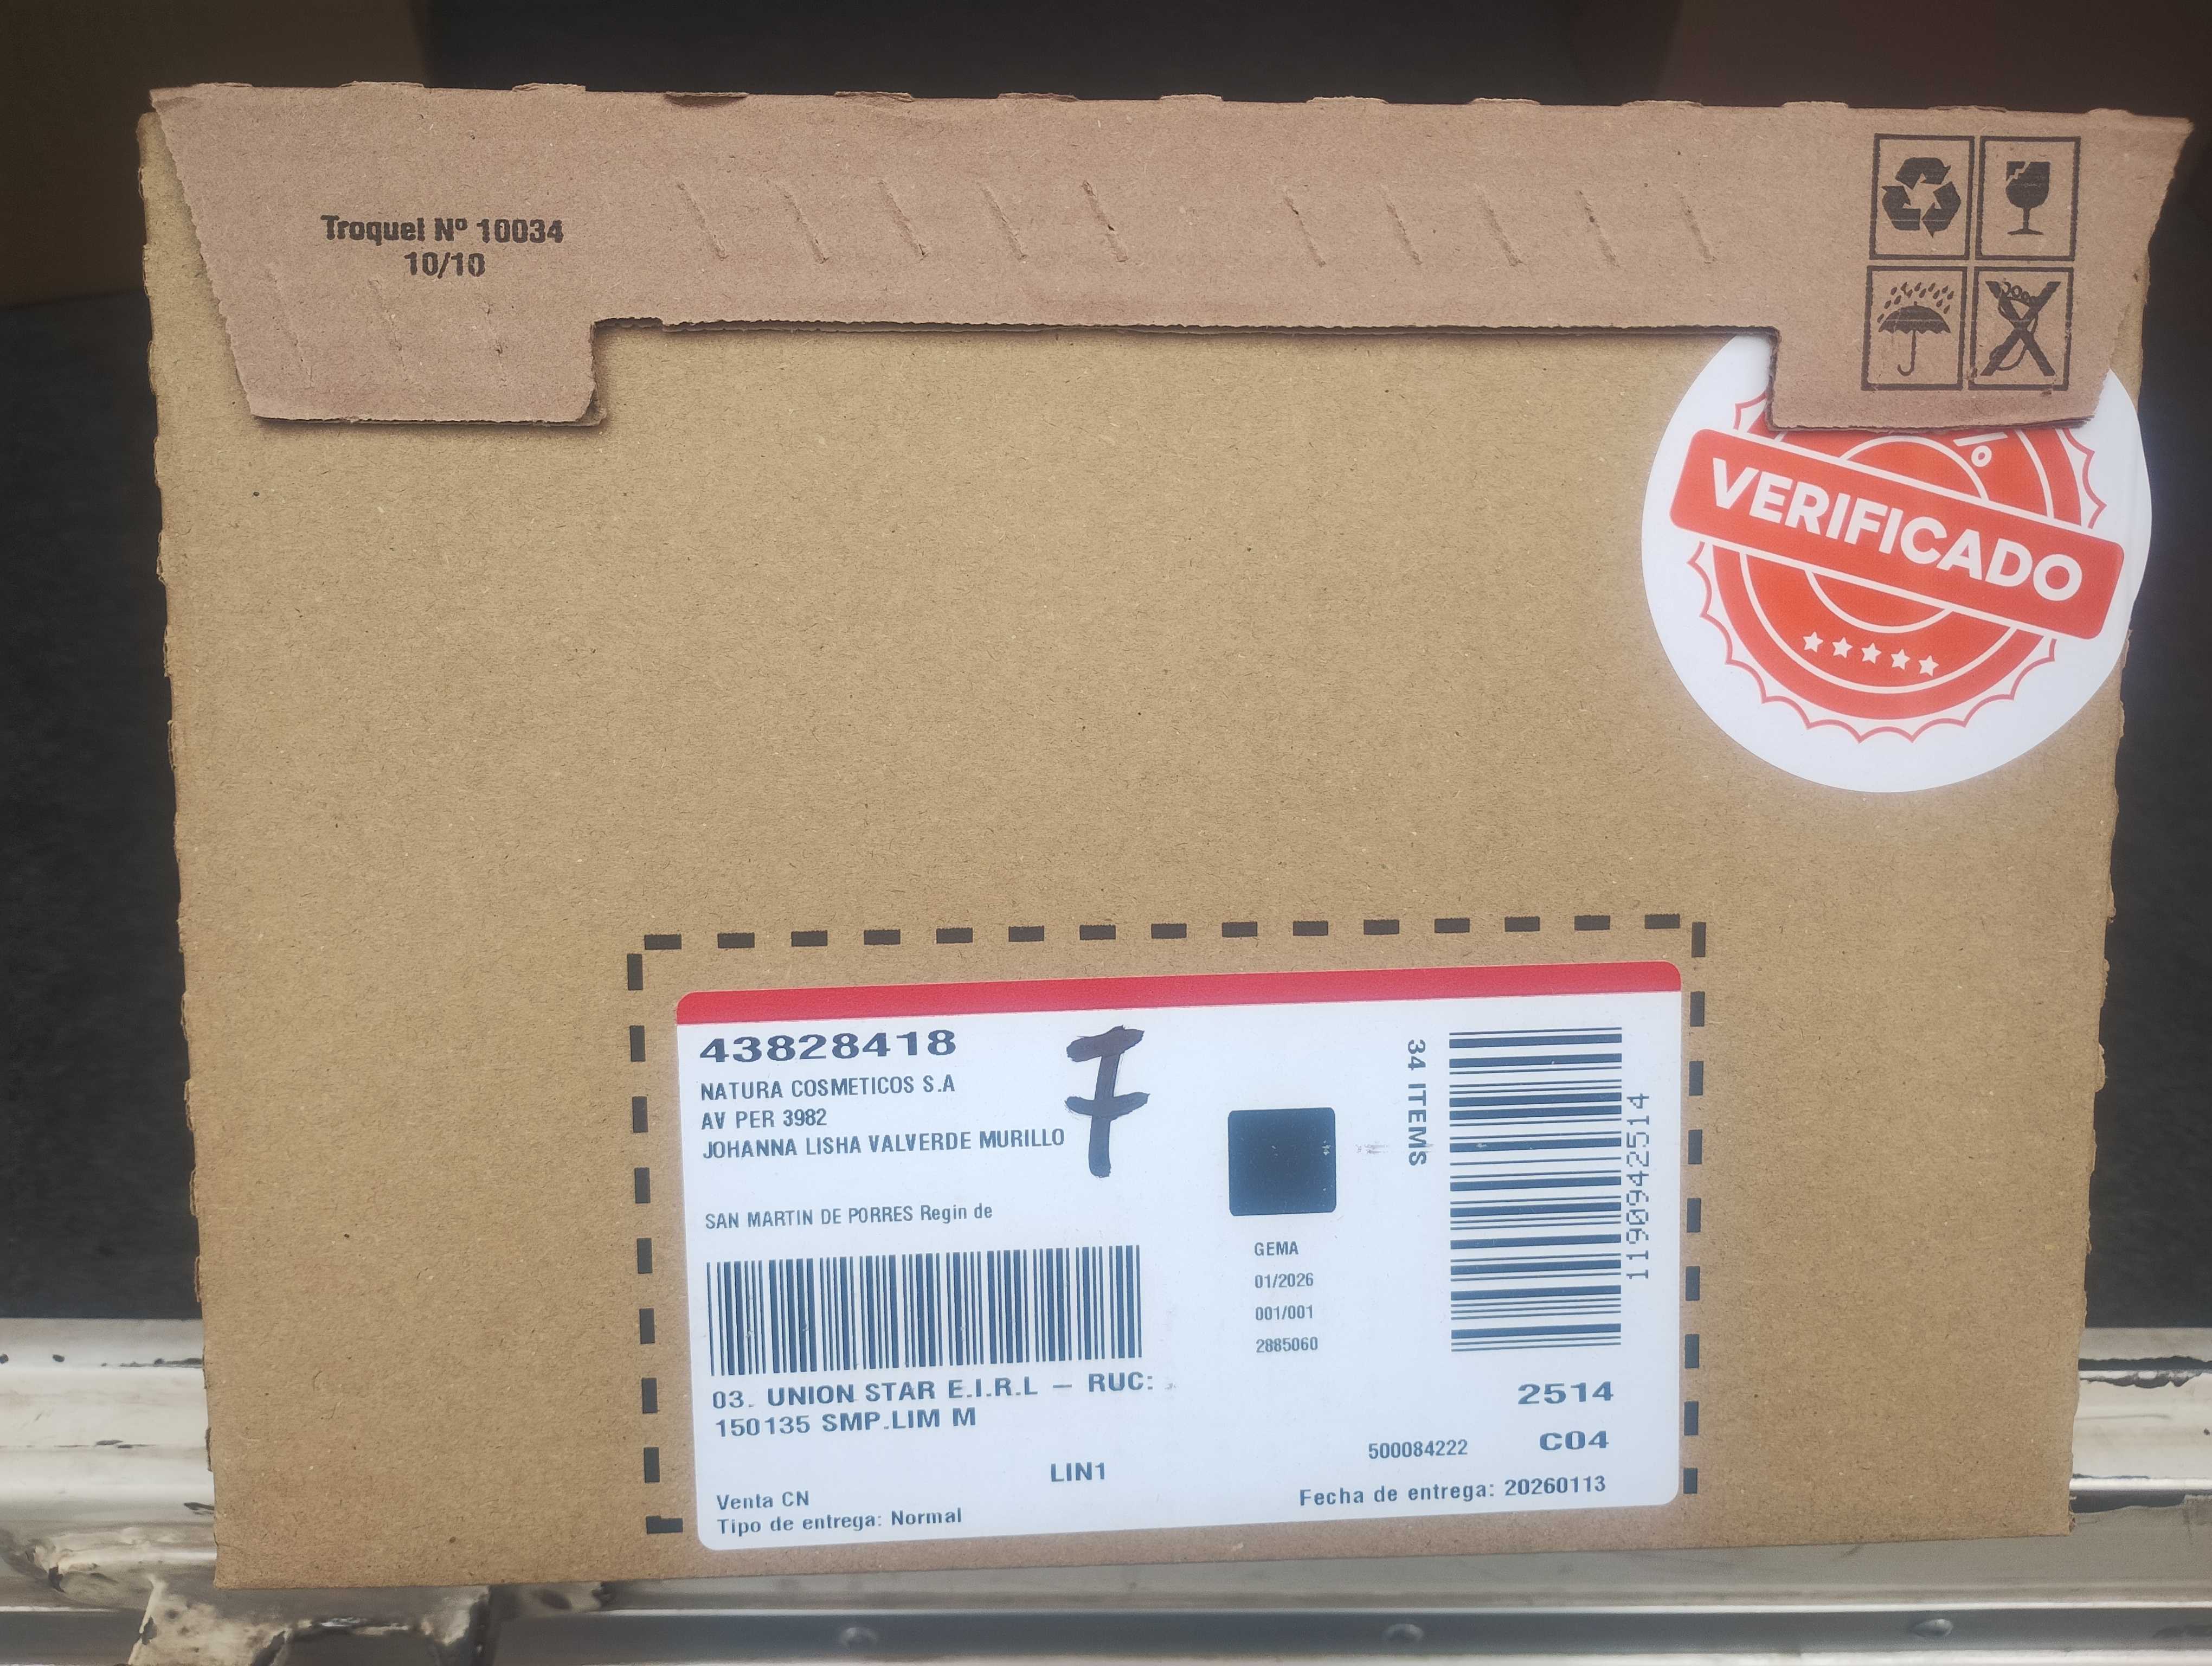 Troquel Nº 10034
10/10
%
VERIFICADO
43828418
7
NATURA COSMETICOS S.A
AV PER 3982
JOHANNA LISHA VALVERDE MURILLO
SAN MARTIN DE PORRES Regin de
34 ITEMS
1190942514
GEMA
01/2026
001/001
2885060
03. UNION STAR E.I.R.L – RUC:
150135 SMP.LIM M
2514
LIN1
500084222 C04
Venta CN
Tipo de entrega: Normal
Fecha de entrega: 20260113